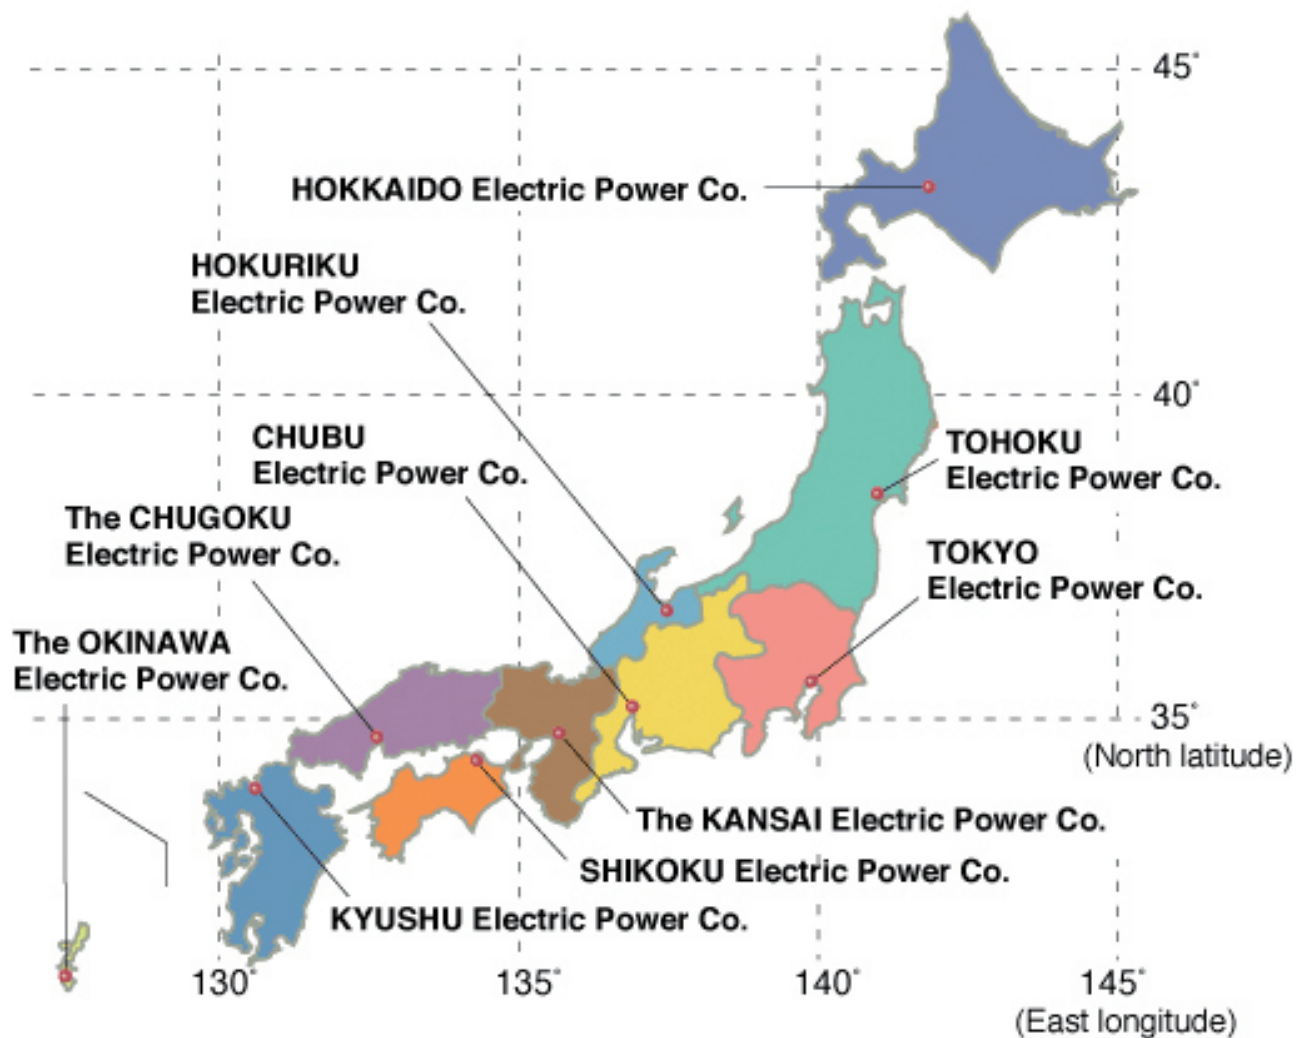 45°
HOKKAIDO Electric Power Co.
HOKURIKU
Electric Power Co.
40°
CHUBU
Electric Power Co.
TOHOKU
Electric Power Co.
The CHUGOKU
Electric Power Co.
TOKYO
Electric Power Co.
The OKINAWA
Electric Power Co.
35°
(North latitude)
The KANSAI Electric Power Co.
SHIKOKU Electric Power Co.
KYUSHU Electric Power Co.
130° 135° 140° 145°
(East longitude)